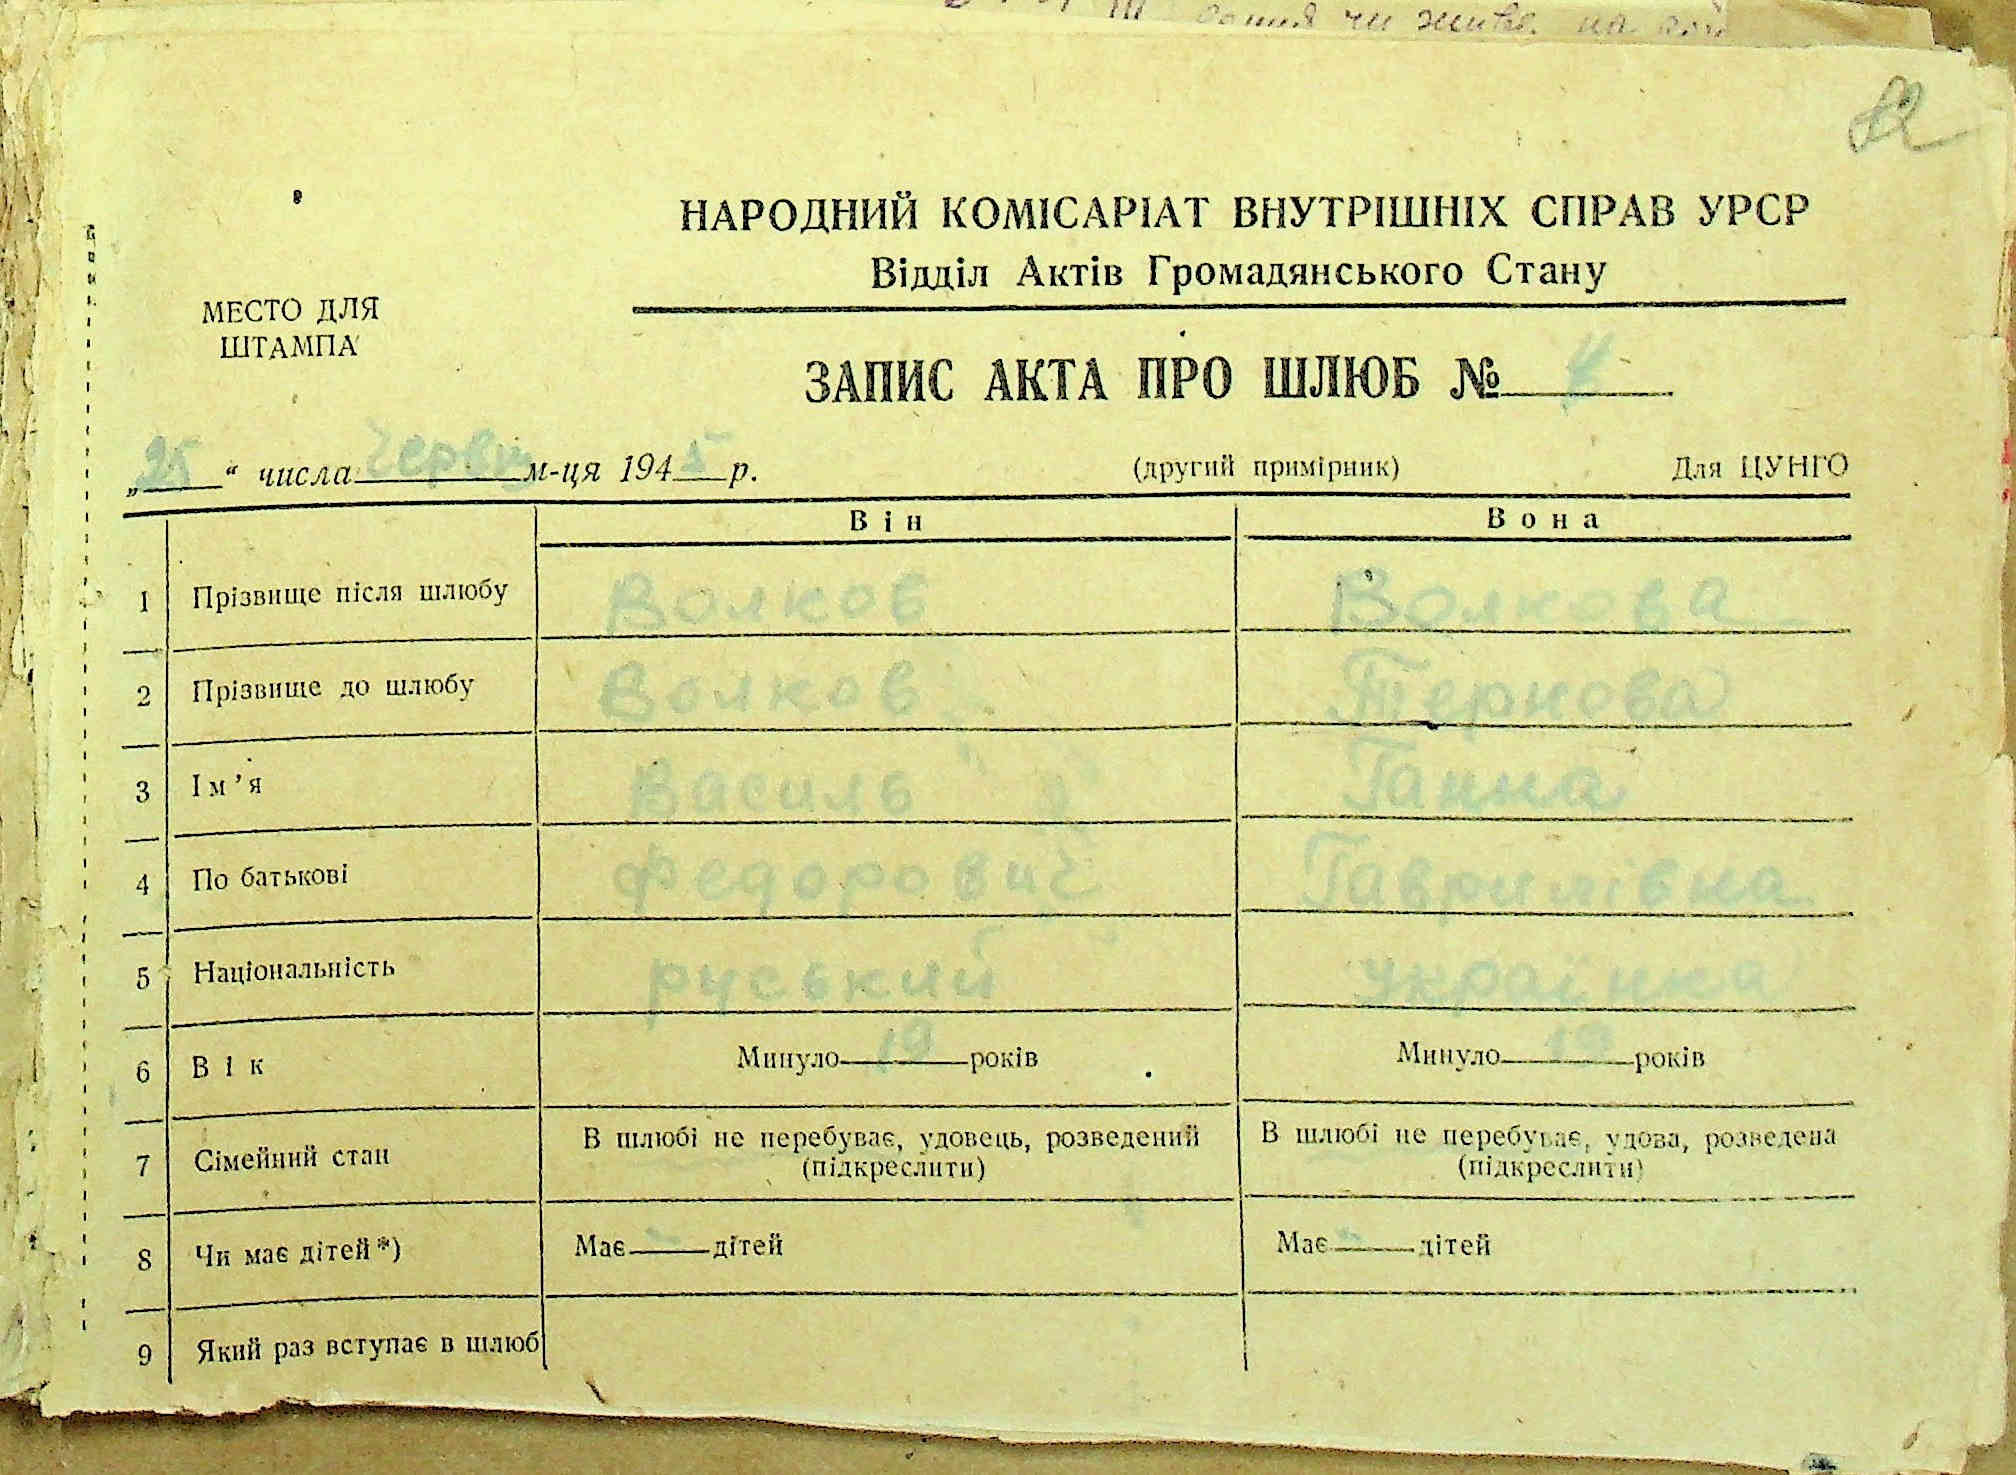 чи живе на
НАРОДНИЙ КОМІСАРІАТ ВНУТРІШНІХ СПРАВ УРСР
Відділ Актів Громадянського Стану
МЕСТО ДЛЯ
ШТАМПА
ЗАПИС АКТА ПРО ШЛЮБ №
„25“ числа Червня м-ця 1945 р. (другий примірник) Для ЦУНГО
Він Вона
1 Прізвище після шлюбу Волков Волкова
2 Прізвище до шлюбу Волков Тернова
3 Ім'я Василь Ганна
4 По батькові Федорович Гаврилівна
5 Національність руський українка
6 Вік Минуло 19 років Минуло 19 років
7 Сімейний стан В шлюбі не перебуває, удовець, розведений (підкреслити) В шлюбі не перебуває, удова, розведена (підкреслити)
8 Чи має дітей*) Має - дітей Має - дітей
9 Який раз вступає в шлюб